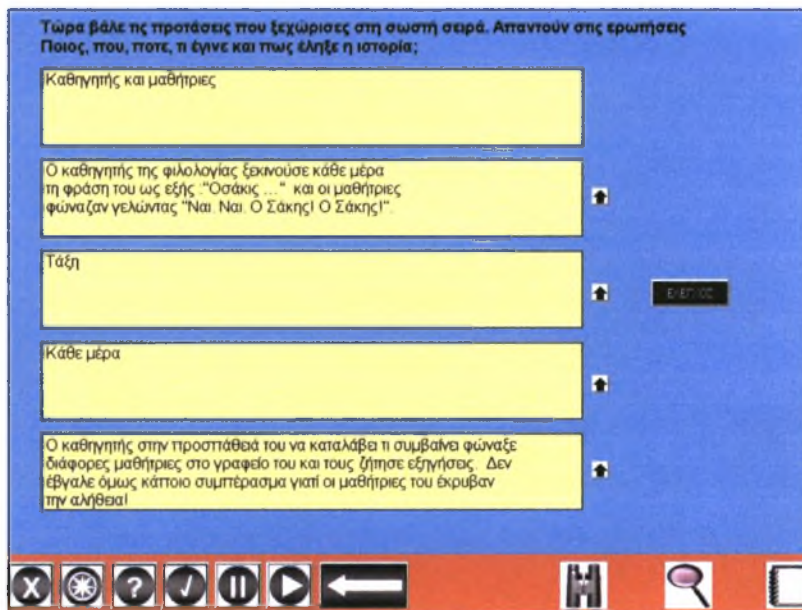 Τώρα βάλε τις προτάσεις που ξεχώρισες στη σωστή σειρά. Απαντούν στις ερωτήσεις
Ποιος, που, ποτε, τι έγινε και πως έληξε η ιστορία;
Καθηγητής και μαθήτριες
Ο καθηγητής της φιλολογίας ξεκινούσε κάθε μέρα
τη φράση του ως εξής :"Οσάκις ..." και οι μαθήτριες
φώναζαν γελώντας "Ναι. Ναι. Ο Σάκης! Ο Σάκης!".
Τάξη
ΕΛΕΓΧΟΣ
Κάθε μέρα
Ο καθηγητής στην προσπάθειά του να καταλάβει τι συμβαίνει φώναξε
διάφορες μαθήτριες στο γραφείο του και τους ζήτησε εξηγήσεις. Δεν
έβγαλε όμως κάποιο συμπέρασμα γιατί οι μαθήτριες του έκρυβαν
την αλήθεια!